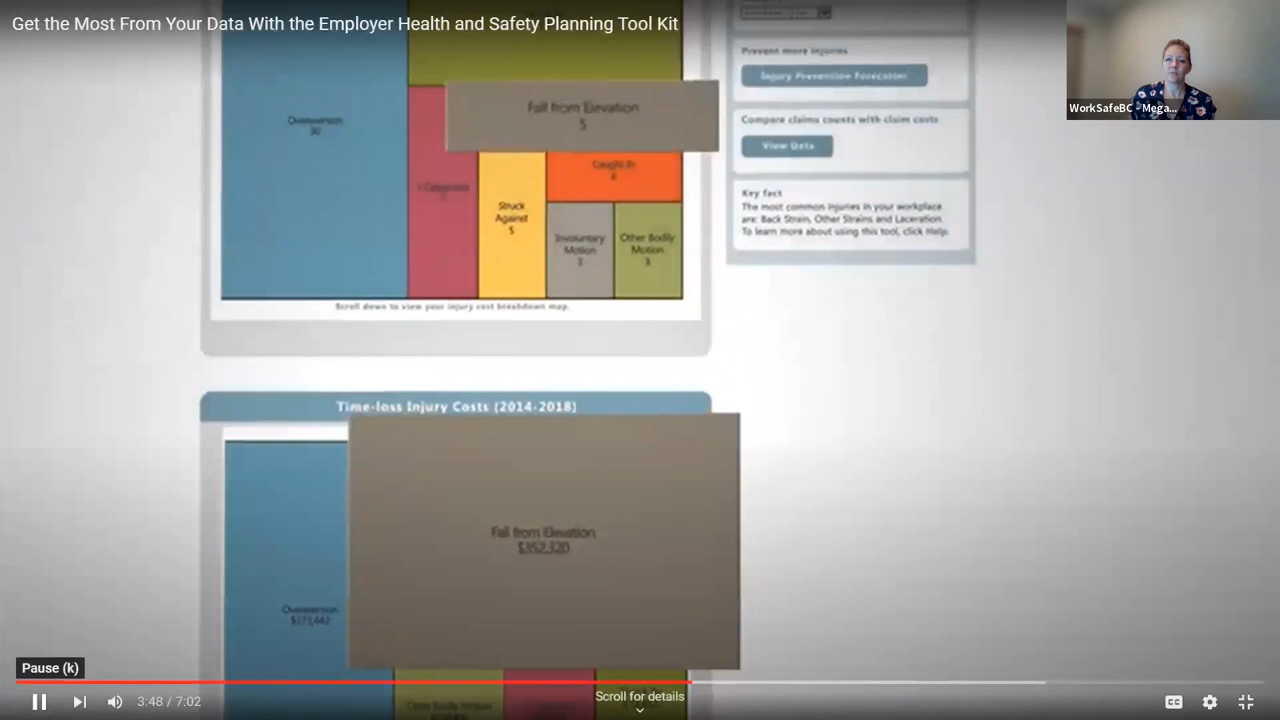 Get the Most From Your Data With the Employer Health and Safety Planning Tool Kit
WorkSafeBC - Mega...
Prevent more injuries
Injury Prevention Forecaster
Compare claims counts with claim costs
View Data
Key fact
The most common injuries in your workplace
are: Back Strain, Other Strains and Laceration.
To learn more about using this tool, click Help.
Overexertion
30
Fall from Elevation
5
Caught In
4
Struck
Against
5
Involuntary
Motion
3
Other Bodily
Motion
3
Scroll down to view your injury cost breakdown map.
Time-loss Injury Costs (2014-2018)
Fall from Elevation
$352,320
Overexertion
Other Bodily Motion
Pause (k)
3:48 / 7:02
Scroll for details
CC